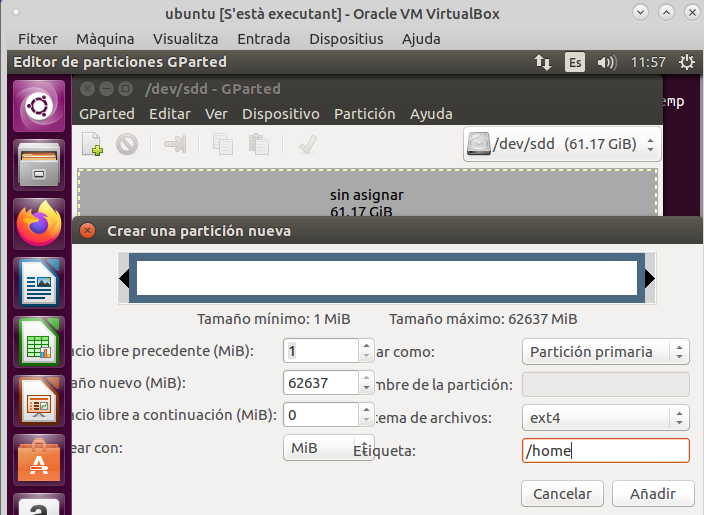 ubuntu [S'està executant] - Oracle VM VirtualBox
Fitxer Màquina Visualitza Entrada Dispositius Ajuda
Editor de particiones GParted Es 11:57
/dev/sdd - GParted
emp
GParted Editar Ver Dispositivo Partición Ayuda
/dev/sdd (61.17 GiB)
sin asignar
61.17 GiB
Crear una partición nueva
Tamaño mínimo: 1 MiB Tamaño máximo: 62637 MiB
acio libre precedente (MiB): 1 ar como: Partición primaria
año nuevo (MiB): 62637 mbre de la partición:
acio libre a continuación (MiB): 0 tema de archivos: ext4
ear con: MiB Etiqueta: /home
Cancelar Añadir
a